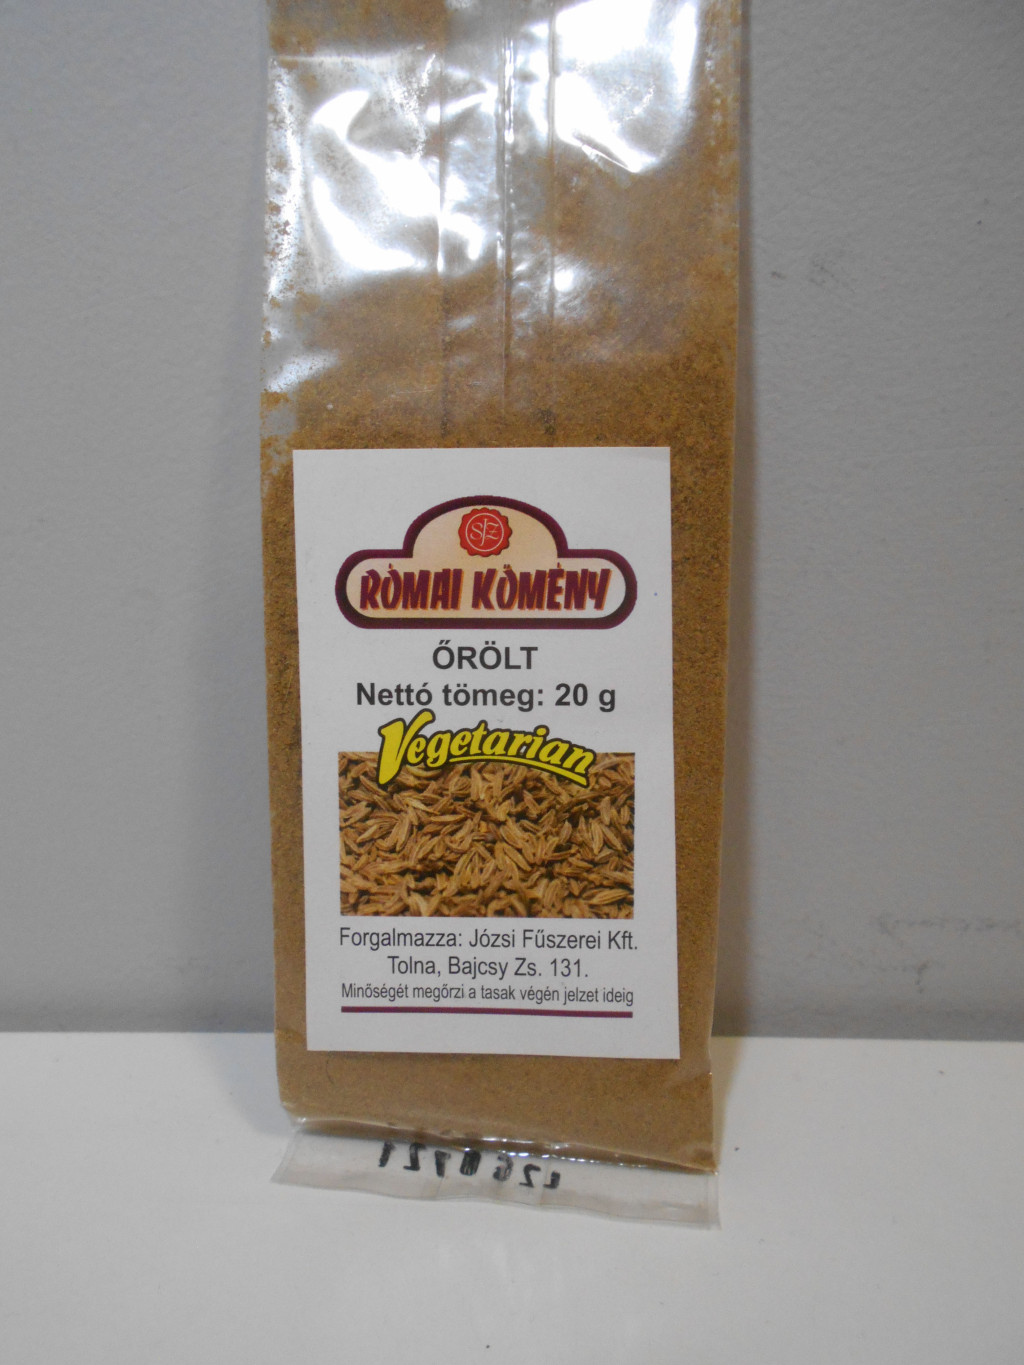 SJZ
RÓMAI KÖMÉNY
ŐRÖLT
Nettó tömeg: 20 g
Vegetarian
Forgalmazza: Józsi Fűszerei Kft.
Tolna, Bajcsy Zs. 131.
Minőségét megőrzi a tasak végén jelzet ideig